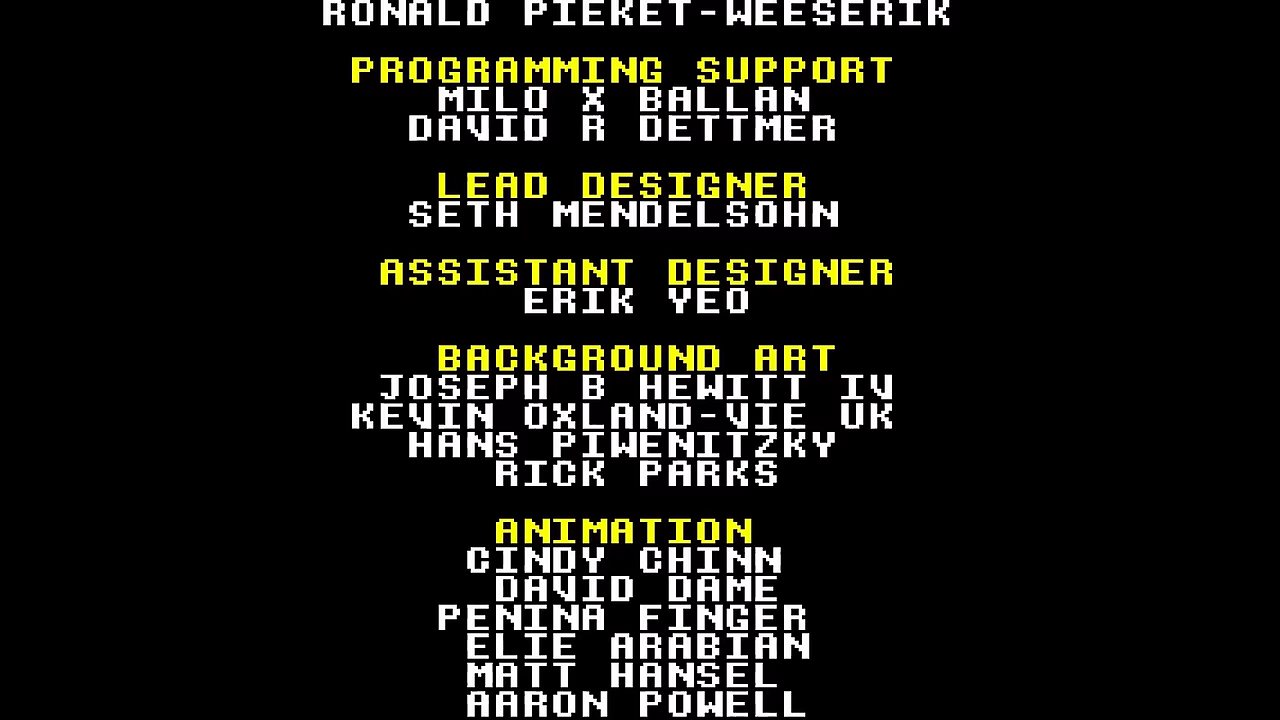 RONALD PIEKET-WEESERIK
PROGRAMMING SUPPORT
MILO X BALLAN
DAVID R DETTMER
LEAD DESIGNER
SETH MENDELSOHN
ASSISTANT DESIGNER
ERIK YEO
BACKGROUND ART
JOSEPH B HEWITT IV
KEVIN OXLAND-VIE UK
HANS PIWENITZKY
RICK PARKS
ANIMATION
CINDY CHINN
DAVID DAME
PENINA FINGER
ELIE ARABIAN
MATT HANSEL
AARON POWELL